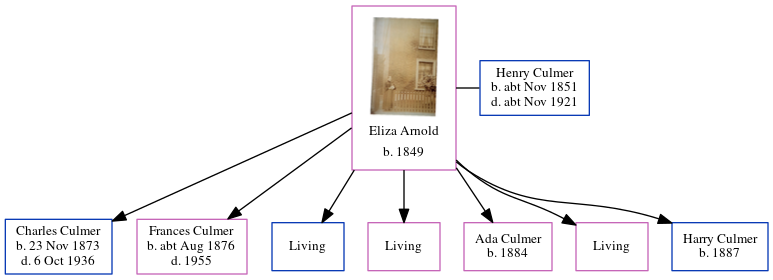 Henry Culmer
b. abt Nov 1851
d. abt Nov 1921
Eliza Arnold
b. 1849
Charles Culmer
b. 23 Nov 1873
d. 6 Oct 1936
Frances Culmer
b. abt Aug 1876
d. 1955
Living
Living
Ada Culmer
b. 1884
Living
Harry Culmer
b. 1887